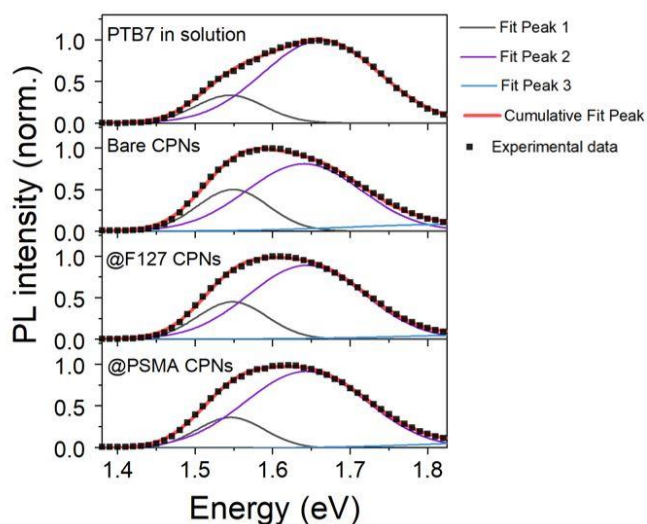 PL intensity (norm.)
PTB7 in solution
1.0
0.5
0.0
Bare CPNs
1.0
0.5
0.0
@F127 CPNs
1.0
0.5
0.0
@PSMA CPNs
1.0
0.5
0.0
1.4 1.5 1.6 1.7 1.8
Energy (eV)
Fit Peak 1
Fit Peak 2
Fit Peak 3
Cumulative Fit Peak
Experimental data